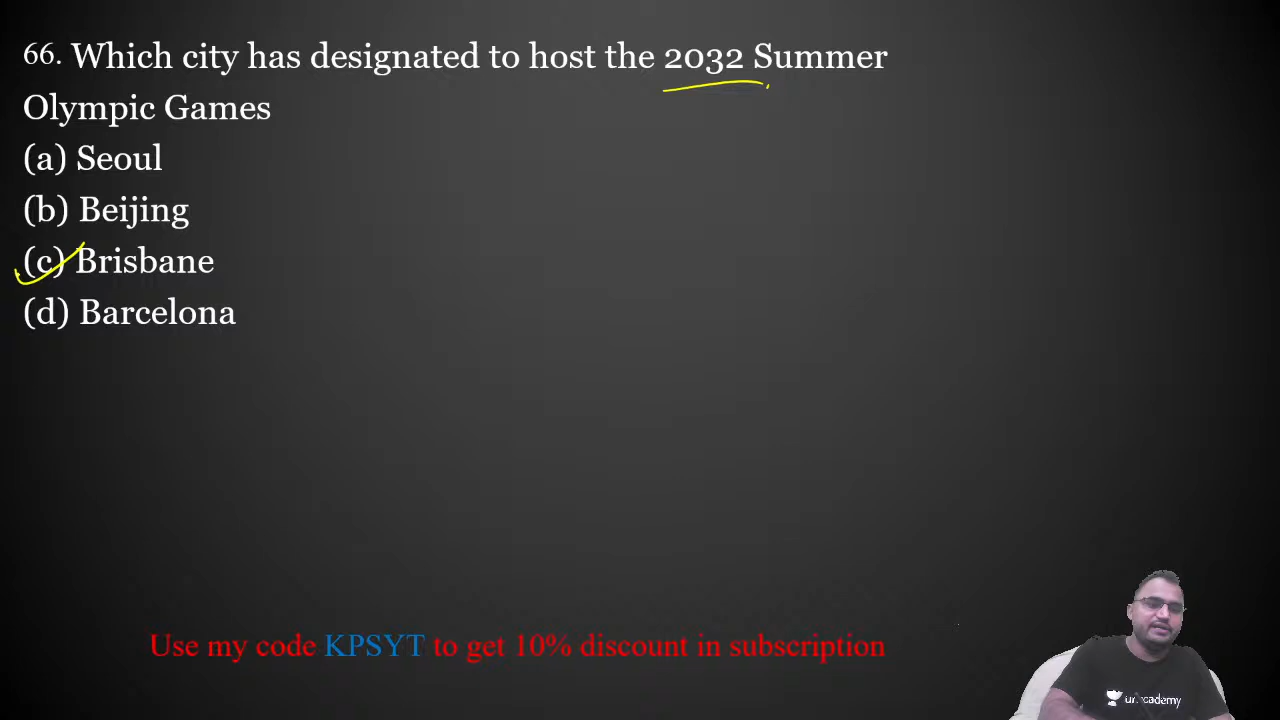 66. Which city has designated to host the 2032 Summer
Olympic Games
(a) Seoul
(b) Beijing
(c) Brisbane
(d) Barcelona
Use my code KPSYT to get 10% discount in subscription
unacademy